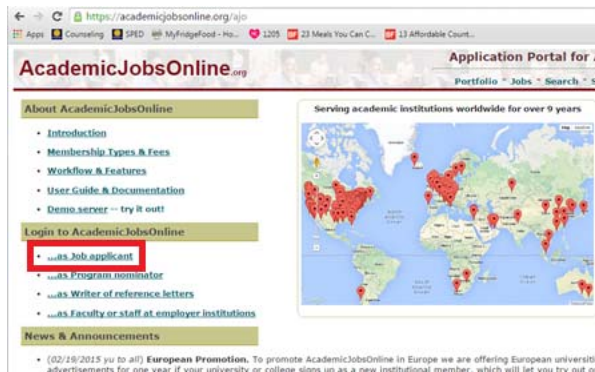 https://academicjobsonline.org/ajo
Apps Counseling SPED MyFridgeFood - Ho... 1205 23 Meals You Can C... 13 Affordable Count...
AcademicJobsOnline.org
Application Portal for
Portfolio Jobs Search
About AcademicJobsOnline
Introduction
Membership Types & Fees
Workflow & Features
User Guide & Documentation
Demo server -- try it out!
Serving academic institutions worldwide for over 9 years
Login to AcademicJobsOnline
...as Job applicant
...as Program nominator
...as Writer of reference letters
...as Faculty or staff at employer institutions
News & Announcements
(02/19/2015 yu to all) European Promotion. To promote AcademicJobsOnline in Europe we are offering European universiti
advertisements for one year if your university or college signs up as a new institutional member, which will let you try out o